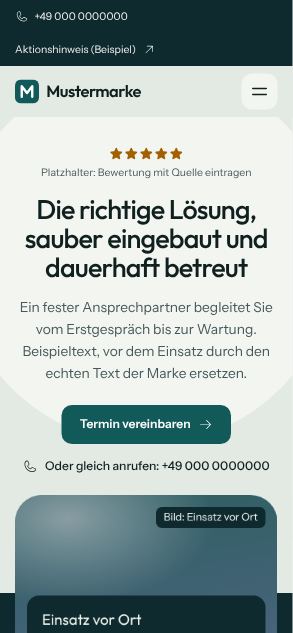 +49 000 0000000
Aktionshinweis (Beispiel)
M Mustermarke
Platzhalter: Bewertung mit Quelle eintragen
Die richtige Lösung,
sauber eingebaut und
dauerhaft betreut
Ein fester Ansprechpartner begleitet Sie
vom Erstgespräch bis zur Wartung.
Beispieltext, vor dem Einsatz durch den
echten Text der Marke ersetzen.
Termin vereinbaren
Oder gleich anrufen: +49 000 0000000
Bild: Einsatz vor Ort
Einsatz vor Ort